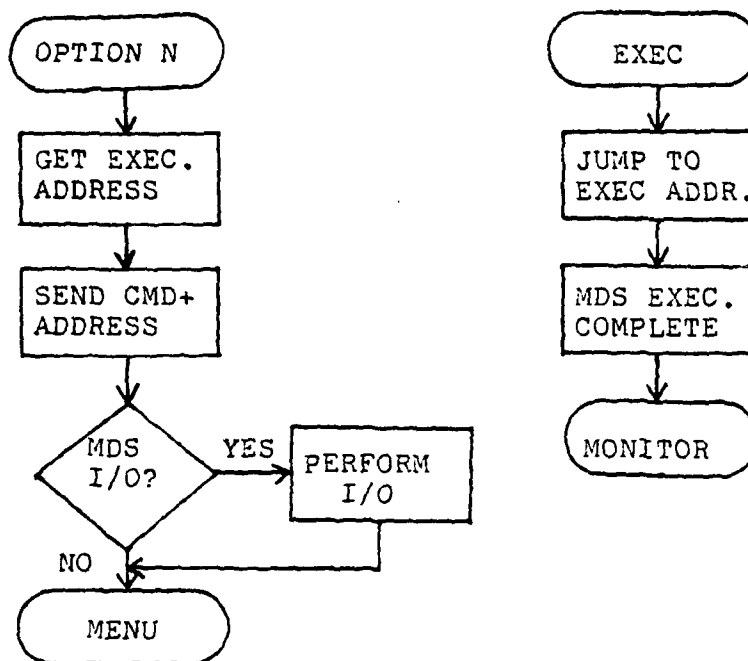 OPTION N
GET EXEC.
ADDRESS
SEND CMD+
ADDRESS
MDS
I/O?
YES
PERFORM
I/O
NO
MENU
EXEC
JUMP TO
EXEC ADDR.
MDS EXEC.
COMPLETE
MONITOR